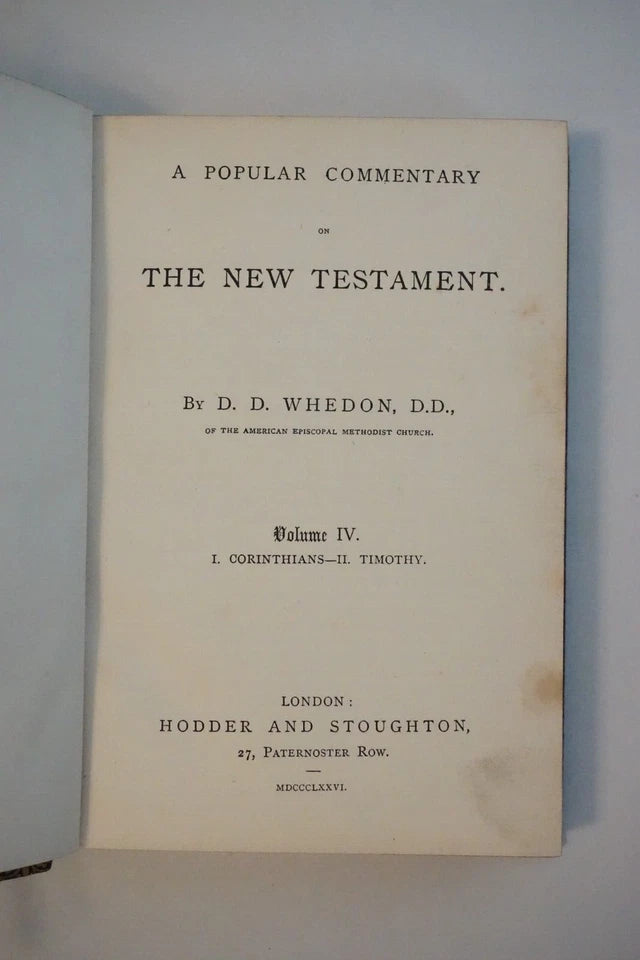 A POPULAR COMMENTARY
ON
THE NEW TESTAMENT.
By D. D. WHEDON, D.D.,
OF THE AMERICAN EPISCOPAL METHODIST CHURCH.
Volume IV.
I. CORINTHIANS—II. TIMOTHY.
LONDON:
HODDER AND STOUGHTON,
27, PATERNOSTER ROW.
MDCCCLXXVI.